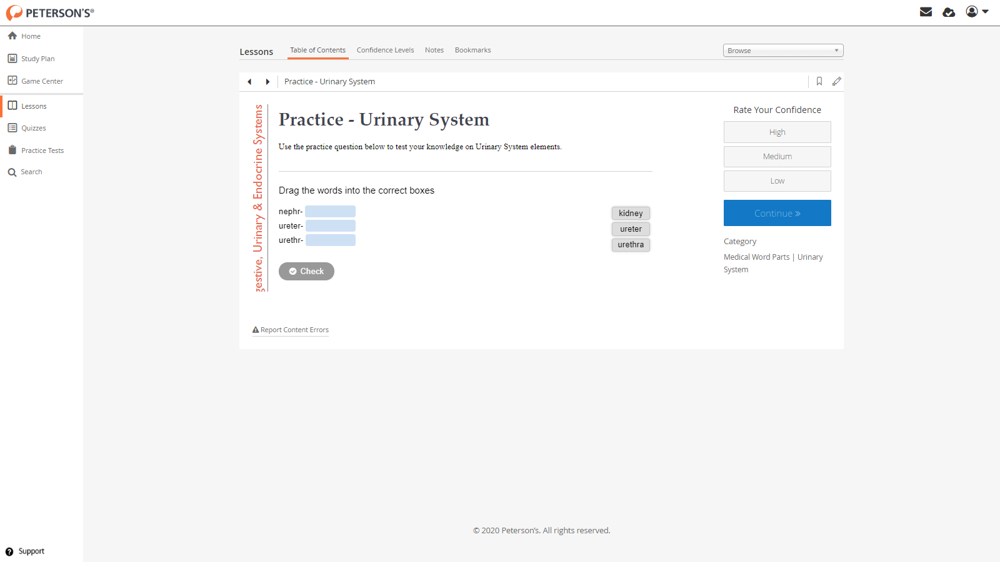 PETERSON'S®
Home
Study Plan
Game Center
Lessons
Quizzes
Practice Tests
Search
Support
Lessons
Table of Contents
Confidence Levels
Notes
Bookmarks
Browse
Practice - Urinary System
gestive, Urinary & Endocrine Systems
Practice - Urinary System
Use the practice question below to test your knowledge on Urinary System elements.
Drag the words into the correct boxes
nephr-
ureter-
urethr-
kidney
ureter
urethra
Check
Report Content Errors
Rate Your Confidence
High
Medium
Low
Continue »
Category
Medical Word Parts | Urinary
System
© 2020 Peterson's. All rights reserved.